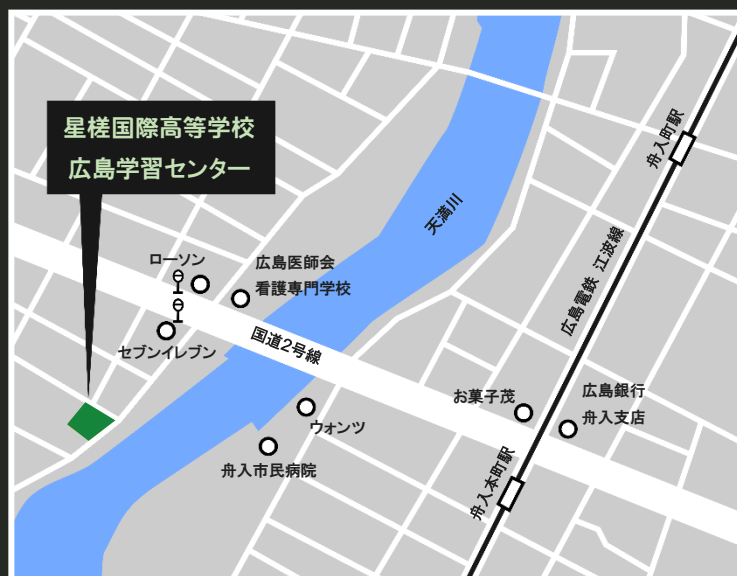 星槎国際高等学校
広島学習センター
舟入町駅
天満川
広島電鉄 江波線
ローソン
広島医師会
看護専門学校
セブンイレブン
国道2号線
お菓子茂
広島銀行
舟入支店
ウォンツ
舟入市民病院
舟入本町駅